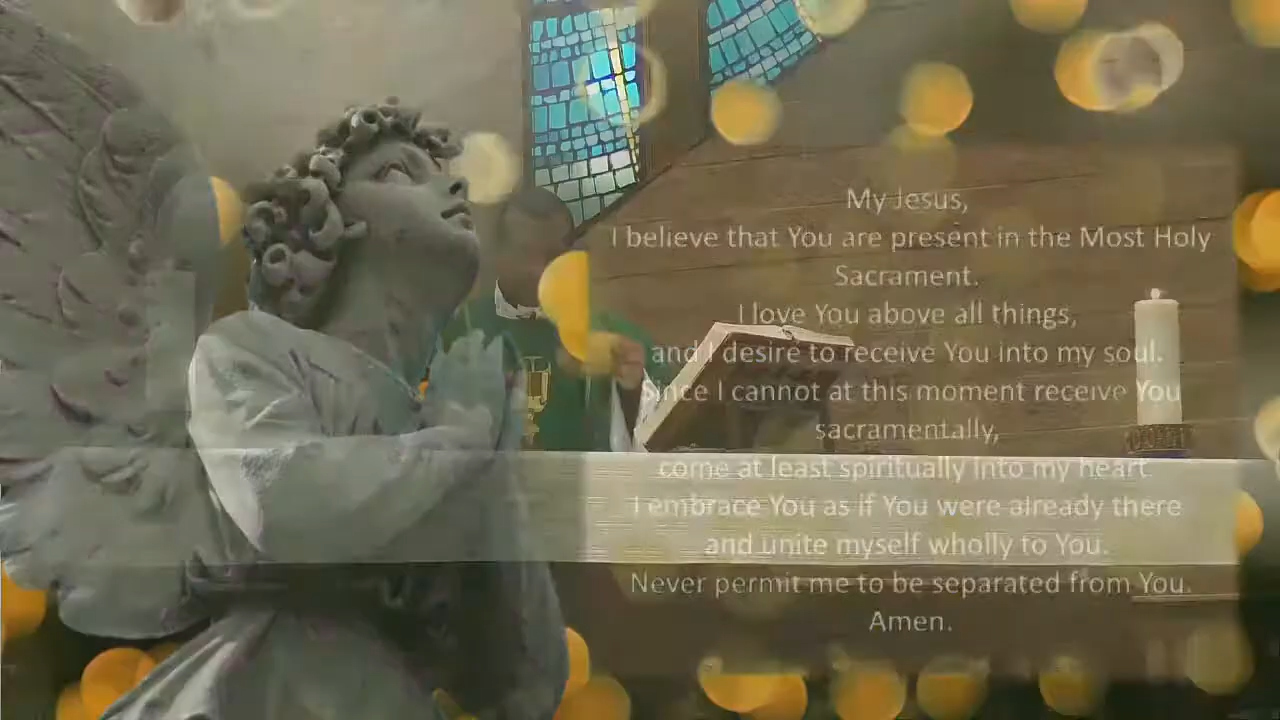 My Jesus,
I believe that You are present in the Most Holy
Sacrament.
I love You above all things,
and I desire to receive You into my soul.
Since I cannot at this moment receive You
sacramentally,
come at least spiritually into my heart.
I embrace You as if You were already there
and unite myself wholly to You.
Never permit me to be separated from You.
Amen.